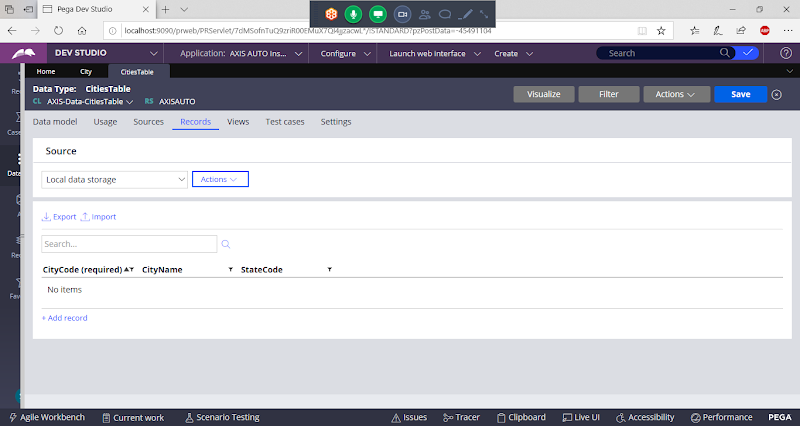 Pega Dev Studio
localhost:9090/prweb/PRServlet/7dMSofnTuQ9zriR00EMuX7QI4gzacwL*/!STANDARD?pzPostData=-45491104
DEV STUDIO
Application: AXIS AUTO Ins...
Configure
Launch web interface
Create
Search
Home
City
CitiesTable
Data Type: CitiesTable
CL AXIS-Data-CitiesTable
RS AXISAUTO
Visualize
Filter
Actions
Save
Data model
Usage
Sources
Records
Views
Test cases
Settings
Source
Local data storage
Actions
Export
Import
Search...
CityCode (required)
CityName
StateCode
No items
+ Add record
Agile Workbench
Current work
Scenario Testing
Issues
Tracer
Clipboard
Live UI
Accessibility
Performance
PEGA